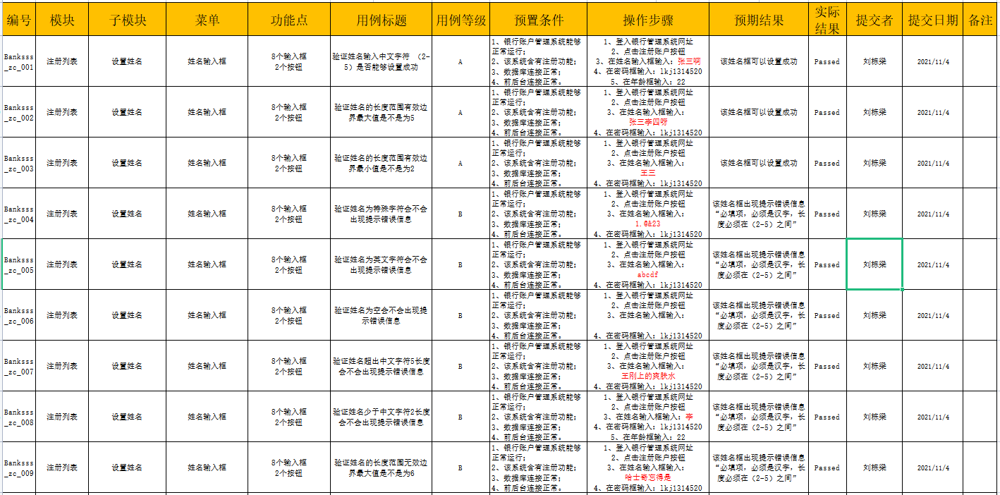 编号 模块 子模块 菜单 功能点 用例标题 用例等级 预置条件 操作步骤 预期结果 实际结果 提交者 提交日期 备注
Banksss
_zc_001
注册列表
设置姓名
姓名输入框
8个输入框
2个按钮
验证姓名输入中文字符 （2-
5）是否能够设置成功
A
1、银行账户管理系统能够
正常运行;
2、该系统含有注册功能;
3、数据库连接正常;
4、前后台连接正常。
1、登入银行管理系统网址
2、点击注册账户按钮
3、在姓名输入框输入：张三啊
4、在密码框输入：lkj1314520
5、在年龄框输入：22
该姓名框可以设置成功
Passed
刘栋梁
2021/11/4
Banksss
_zc_002
注册列表
设置姓名
姓名输入框
8个输入框
2个按钮
验证姓名的长度范围有效边
界最大值是不是为5
A
1、银行账户管理系统能够
正常运行;
2、该系统含有注册功能;
3、数据库连接正常;
4、前后台连接正常。
1、登入银行管理系统网址
2、点击注册账户按钮
3、在姓名输入框输入：
张三李四呀
4、在密码框输入：lkj1314520
该姓名框可以设置成功
Passed
刘栋梁
2021/11/4
Banksss
_zc_003
注册列表
设置姓名
姓名输入框
8个输入框
2个按钮
验证姓名的长度范围有效边
界最小值是不是为2
A
1、银行账户管理系统能够
正常运行;
2、该系统含有注册功能;
3、数据库连接正常;
4、前后台连接正常。
1、登入银行管理系统网址
2、点击注册账户按钮
3、在姓名输入框输入：
王三
4、在密码框输入：lkj1314520
该姓名框可以设置成功
Passed
刘栋梁
2021/11/4
Banksss
_zc_004
注册列表
设置姓名
姓名输入框
8个输入框
2个按钮
验证姓名为特殊字符会不会
出现提示错误信息
B
1、银行账户管理系统能够
正常运行;
2、该系统含有注册功能;
3、数据库连接正常;
4、前后台连接正常。
1、登入银行管理系统网址
2、点击注册账户按钮
3、在姓名输入框输入：
1.@&23
4、在密码框输入：lkj1314520
该姓名框出现提示错误信息
“必填项，必须是汉字，长
度必须在（2-5）之间”
Passed
刘栋梁
2021/11/4
Banksss
_zc_005
注册列表
设置姓名
姓名输入框
8个输入框
2个按钮
验证姓名为英文字符会不会
出现提示错误信息
B
1、银行账户管理系统能够
正常运行;
2、该系统含有注册功能;
3、数据库连接正常;
4、前后台连接正常。
1、登入银行管理系统网址
2、点击注册账户按钮
3、在姓名输入框输入：
abcdf
4、在密码框输入：lkj1314520
该姓名框出现提示错误信息
“必填项，必须是汉字，长
度必须在（2-5）之间”
Passed
刘栋梁
2021/11/4
Banksss
_zc_006
注册列表
设置姓名
姓名输入框
8个输入框
2个按钮
验证姓名为空会不会出现提
示错误信息
B
1、银行账户管理系统能够
正常运行;
2、该系统含有注册功能;
3、数据库连接正常;
4、前后台连接正常。
1、登入银行管理系统网址
2、点击注册账户按钮
3、在姓名输入框输入：
4、在密码框输入：lkj1314520
该姓名框出现提示错误信息
“必填项，必须是汉字，长
度必须在（2-5）之间”
Passed
刘栋梁
2021/11/4
Banksss
_zc_007
注册列表
设置姓名
姓名输入框
8个输入框
2个按钮
验证姓名超出中文字符5长度
会不会出现提示错误信息
B
1、银行账户管理系统能够
正常运行;
2、该系统含有注册功能;
3、数据库连接正常;
4、前后台连接正常。
1、登入银行管理系统网址
2、点击注册账户按钮
3、在姓名输入框输入：
王刚上的爽肤水
4、在密码框输入：lkj1314520
该姓名框出现提示错误信息
“必填项，必须是汉字，长
度必须在（2-5）之间”
Passed
刘栋梁
2021/11/4
Banksss
_zc_008
注册列表
设置姓名
姓名输入框
8个输入框
2个按钮
验证姓名少于中文字符2长度
会不会出现提示错误信息
B
1、银行账户管理系统能够
正常运行;
2、该系统含有注册功能;
3、数据库连接正常;
4、前后台连接正常。
1、登入银行管理系统网址
2、点击注册账户按钮
3、在姓名输入框输入：李
4、在密码框输入：lkj1314520
5、在年龄框输入：22
该姓名框出现提示错误信息
“必填项，必须是汉字，长
度必须在（2-5）之间”
Passed
刘栋梁
2021/11/4
Banksss
_zc_009
注册列表
设置姓名
姓名输入框
8个输入框
2个按钮
验证姓名的长度范围无效边
界最大值是不是为6
B
1、银行账户管理系统能够
正常运行;
2、该系统含有注册功能;
3、数据库连接正常;
4、前后台连接正常。
1、登入银行管理系统网址
2、点击注册账户按钮
3、在姓名输入框输入：
哈士奇忘得是
4、在密码框输入：lkj1314520
该姓名框出现提示错误信息
“必填项，必须是汉字，长
度必须在（2-5）之间”
Passed
刘栋梁
2021/11/4